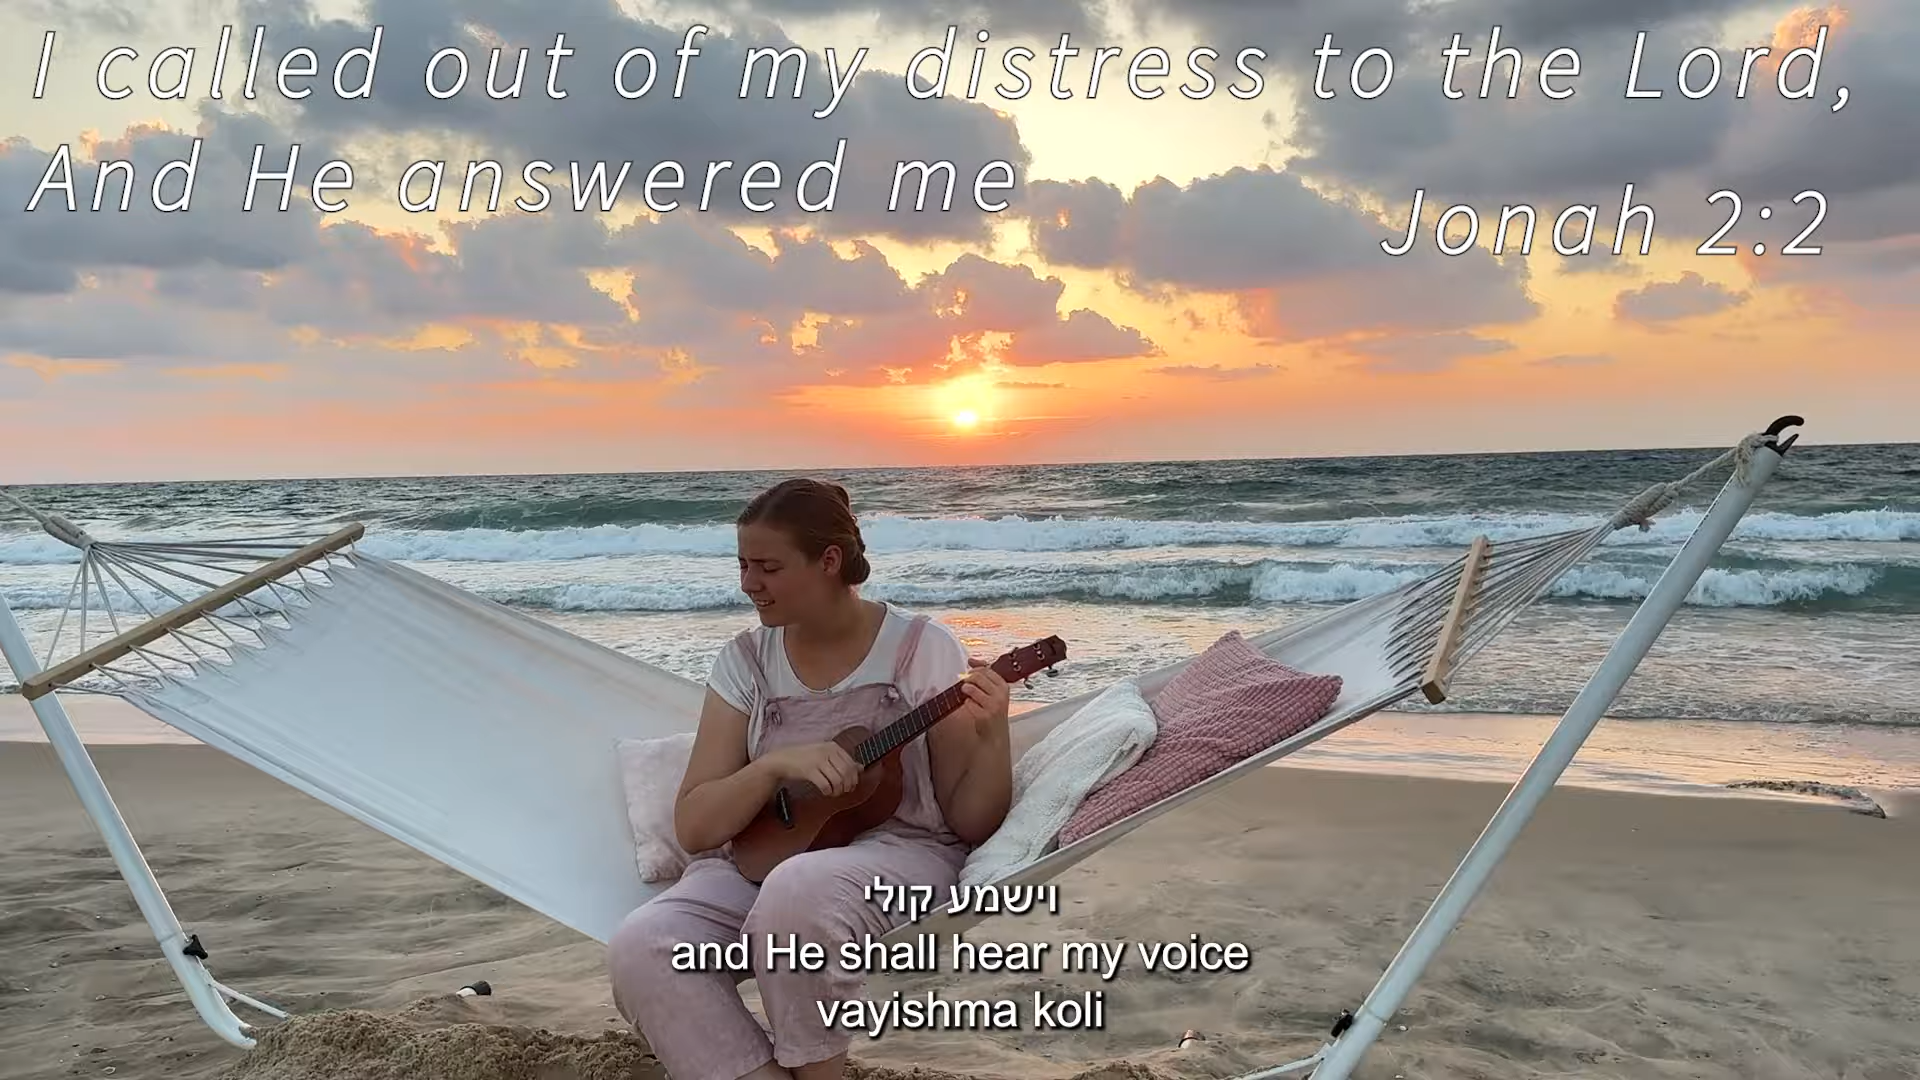 I called out of my distress to the Lord,
And He answered me
Jonah 2:2
וישמע קולי
and He shall hear my voice
vayishma koli